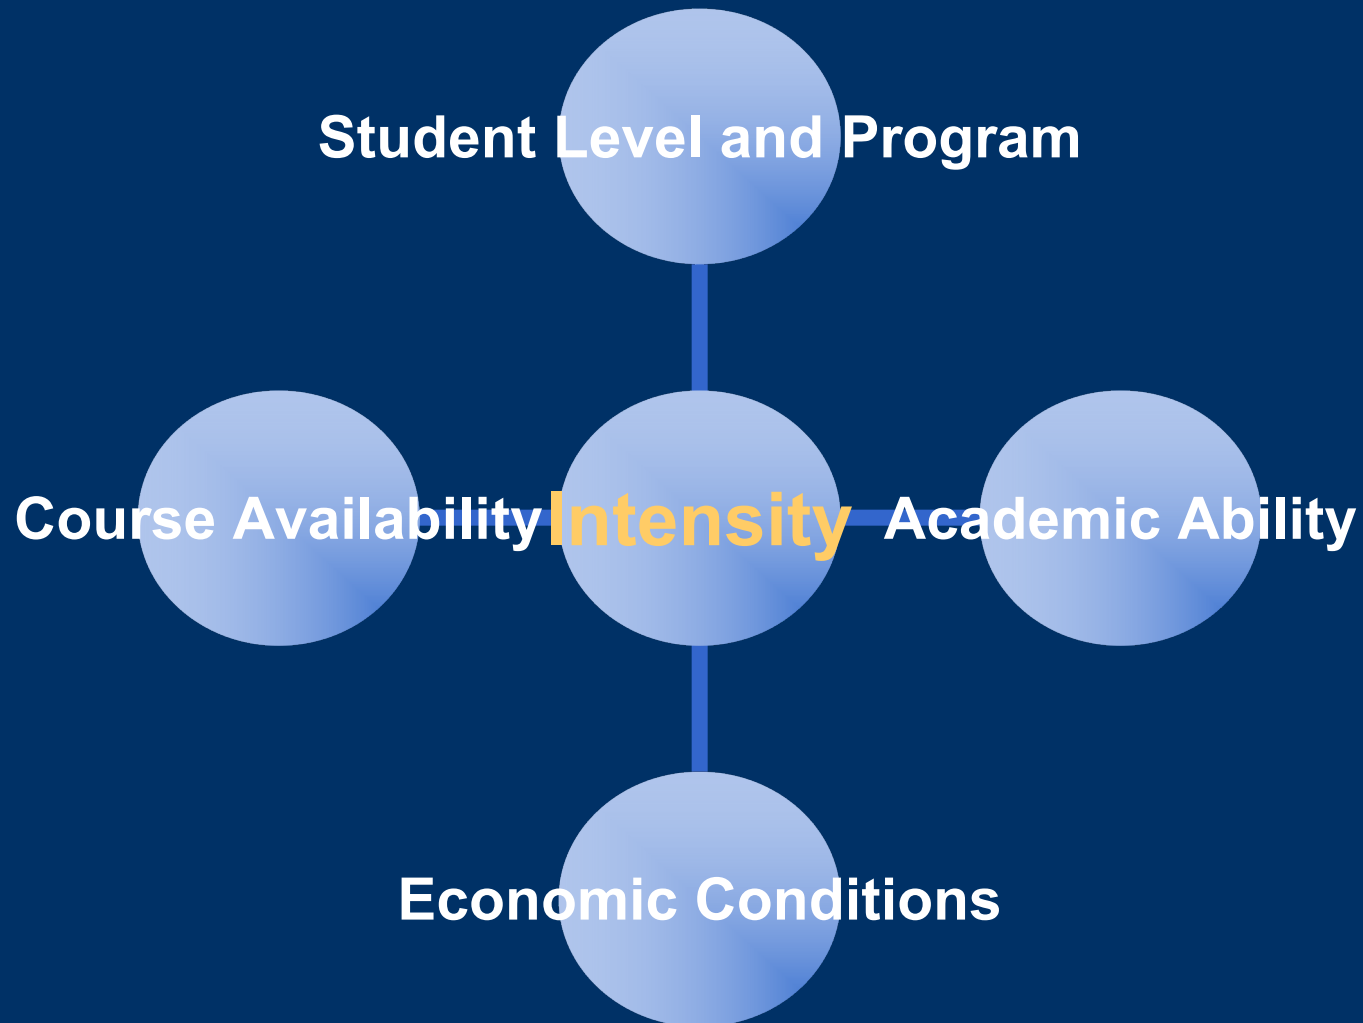 Student Level and Program
Course Availability
Intensity
Academic Ability
Economic Conditions